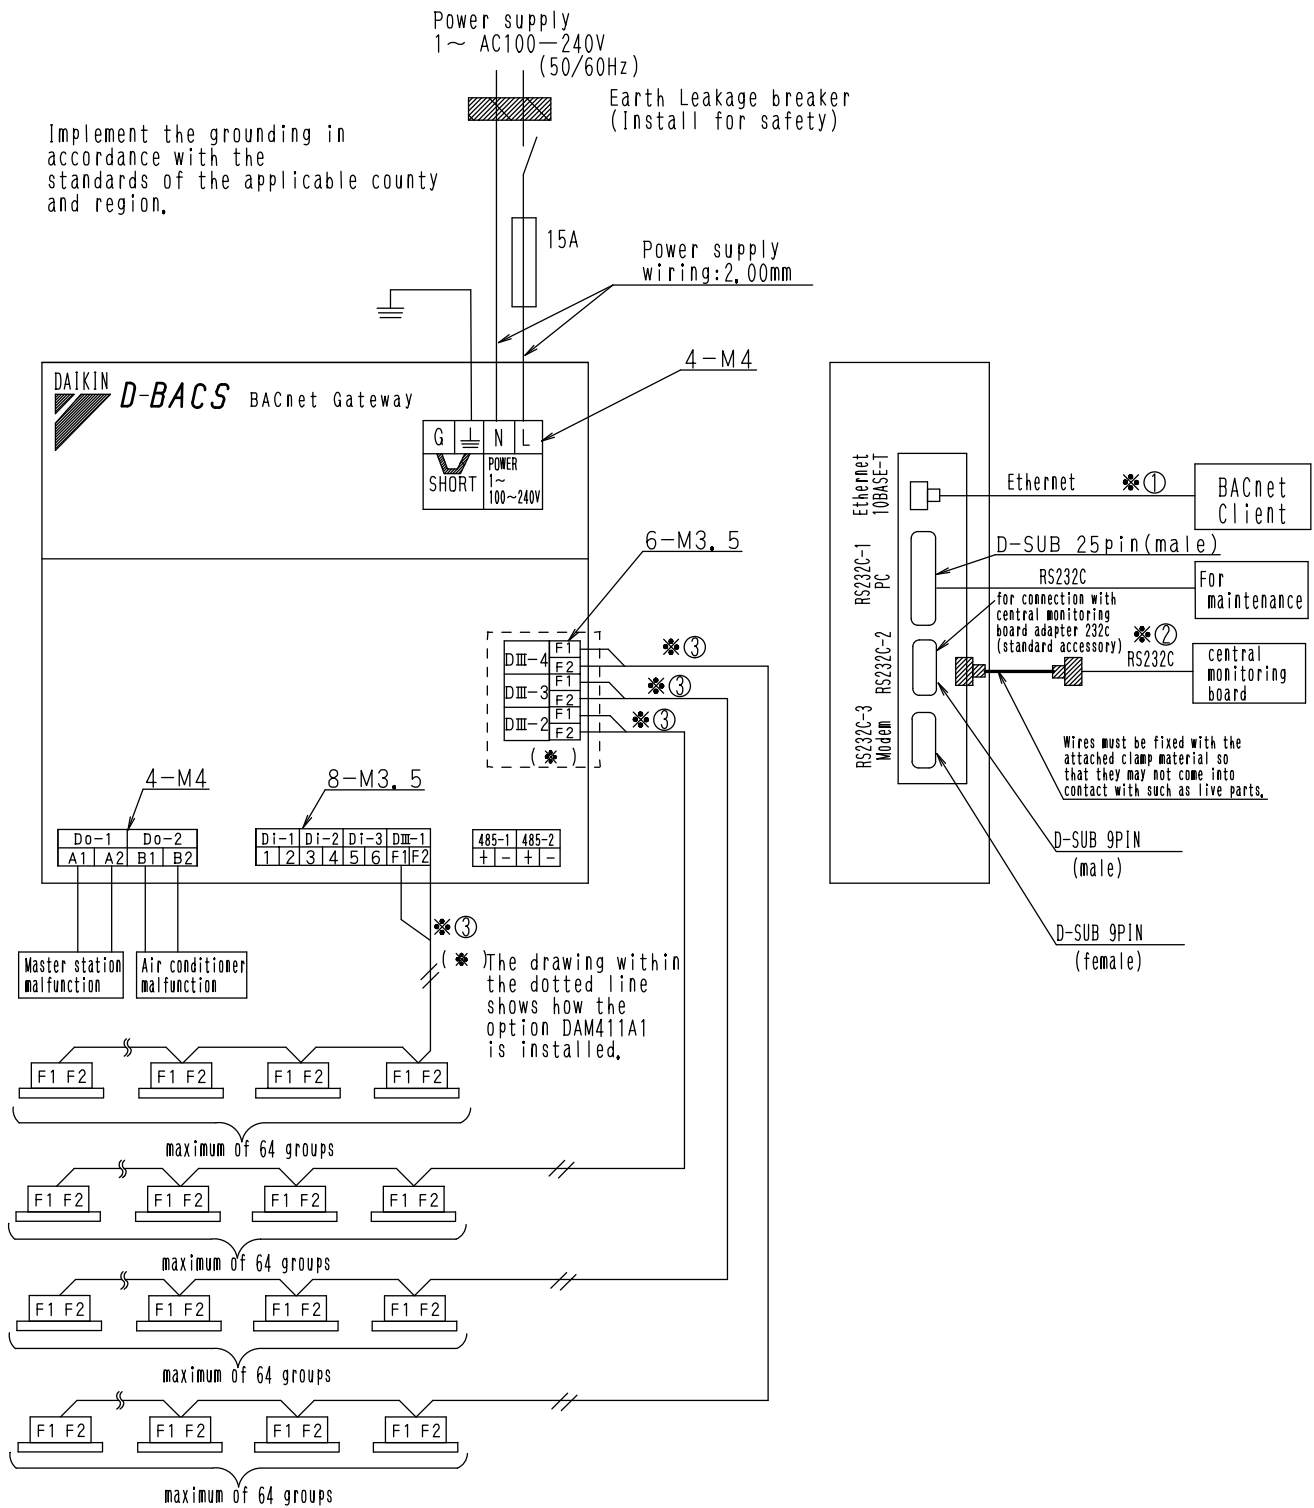 Power supply
1~ AC100-240V
(50/60Hz)
Earth Leakage breaker
(Install for safety)
Implement the grounding in
accordance with the
standards of the applicable county
and region.
15A
Power supply
wiring:2.00mm
4-M4
DAIKIN
D-BACS BACnet Gateway
G N L
SHORT
POWER
1~
100~240V
6-M3.5
DⅢ-4 F1
F2
DⅢ-3 F1
F2
DⅢ-2 F1
F2
(※)
※③
※③
※③
4-M4
8-M3.5
Do-1 Do-2
A1 A2 B1 B2
Di-1 Di-2 Di-3 DⅢ-1
1 2 3 4 5 6 F1 F2
485-1 485-2
+ - + -
Master station
malfunction
Air conditioner
malfunction
※③
(※) The drawing within
the dotted line
shows how the
option DAM411A1
is installed.
F1 F2 F1 F2 F1 F2 F1 F2
maximum of 64 groups
F1 F2 F1 F2 F1 F2 F1 F2
maximum of 64 groups
F1 F2 F1 F2 F1 F2 F1 F2
maximum of 64 groups
F1 F2 F1 F2 F1 F2 F1 F2
maximum of 64 groups
Ethernet
10BASE-T
RS232C-1
PC
RS232C-2
RS232C-3
Modem
Ethernet ※①
BACnet
Client
D-SUB 25pin(male)
RS232C
For
maintenance
for connection with
central monitoring
board adapter 232c
(standard accessory)
※②
RS232C
central
monitoring
board
Wires must be fixed with the
attached clamp material so
that they may not come into
contact with such as live parts.
D-SUB 9PIN
(male)
D-SUB 9PIN
(female)